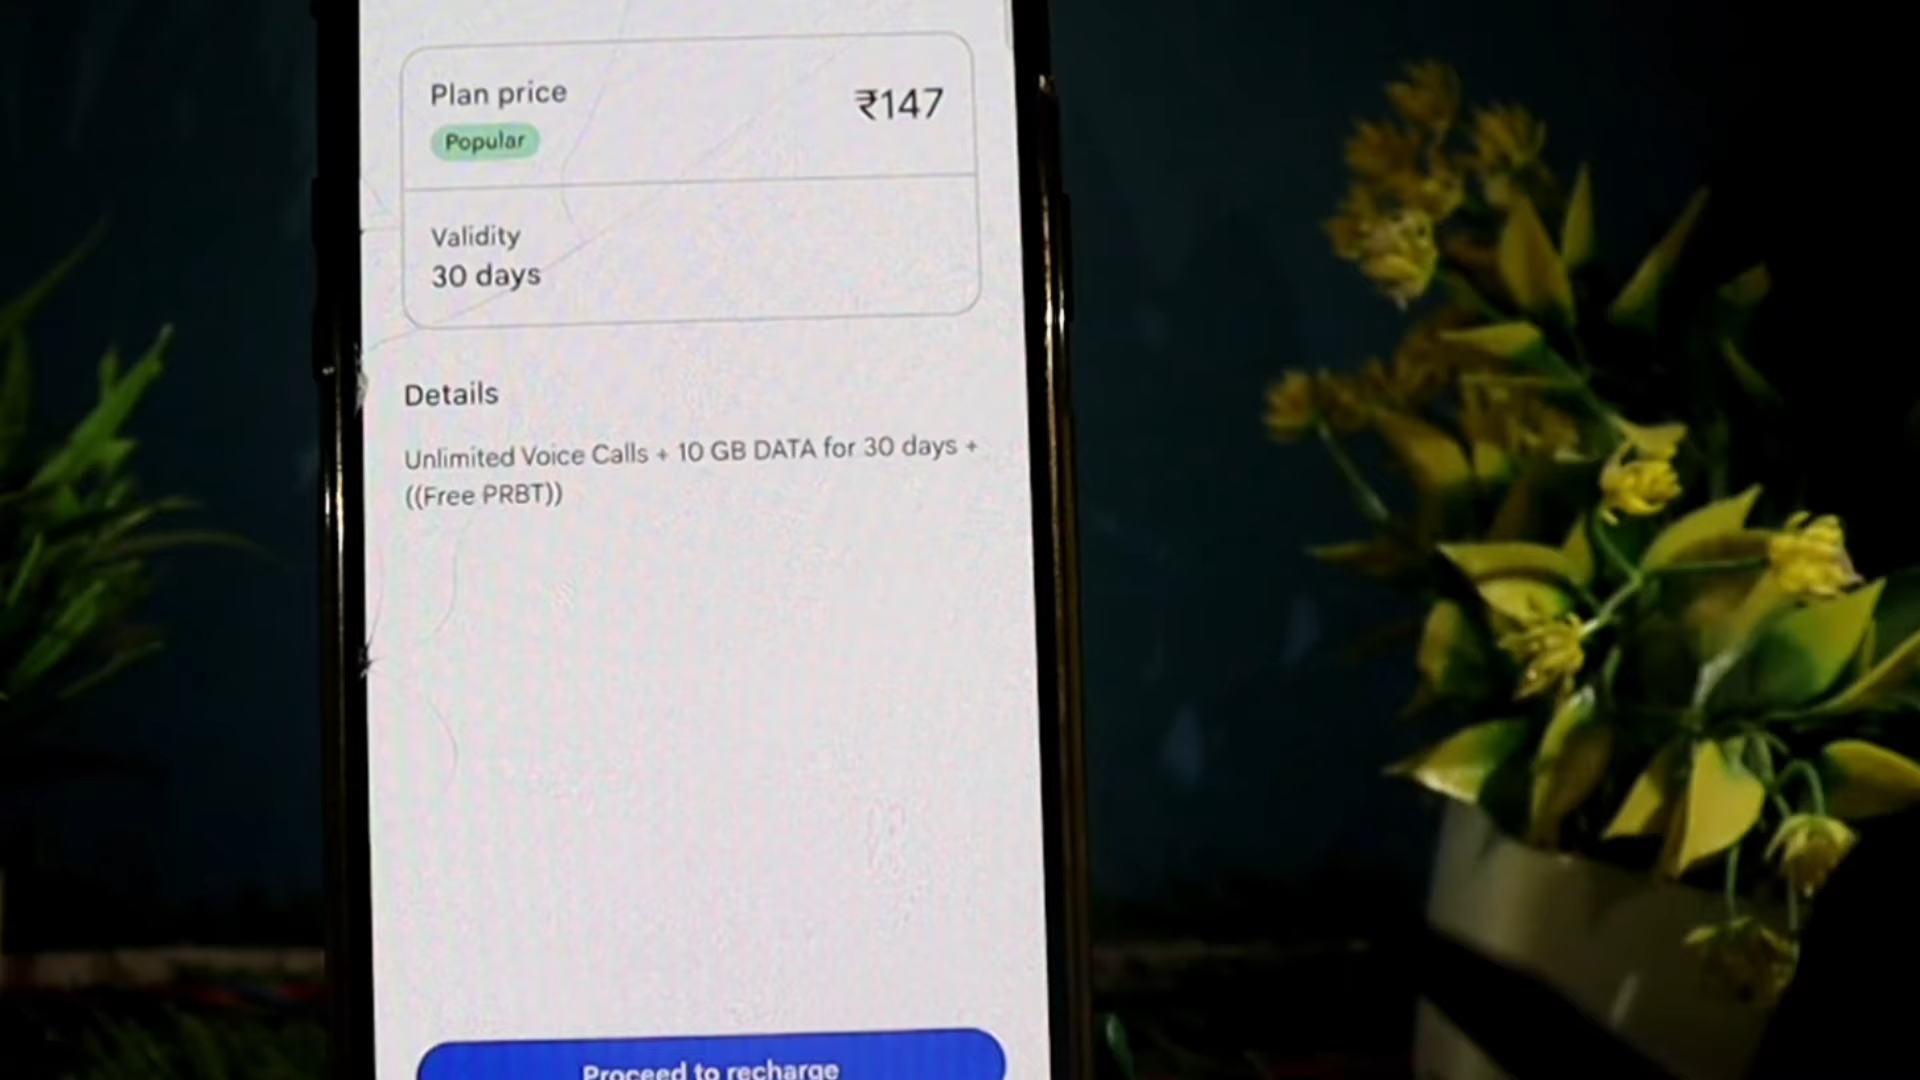 Plan price
₹147
Popular
Validity
30 days
Details
Unlimited Voice Calls + 10 GB DATA for 30 days +
((Free PRBT))
Proceed to recharge